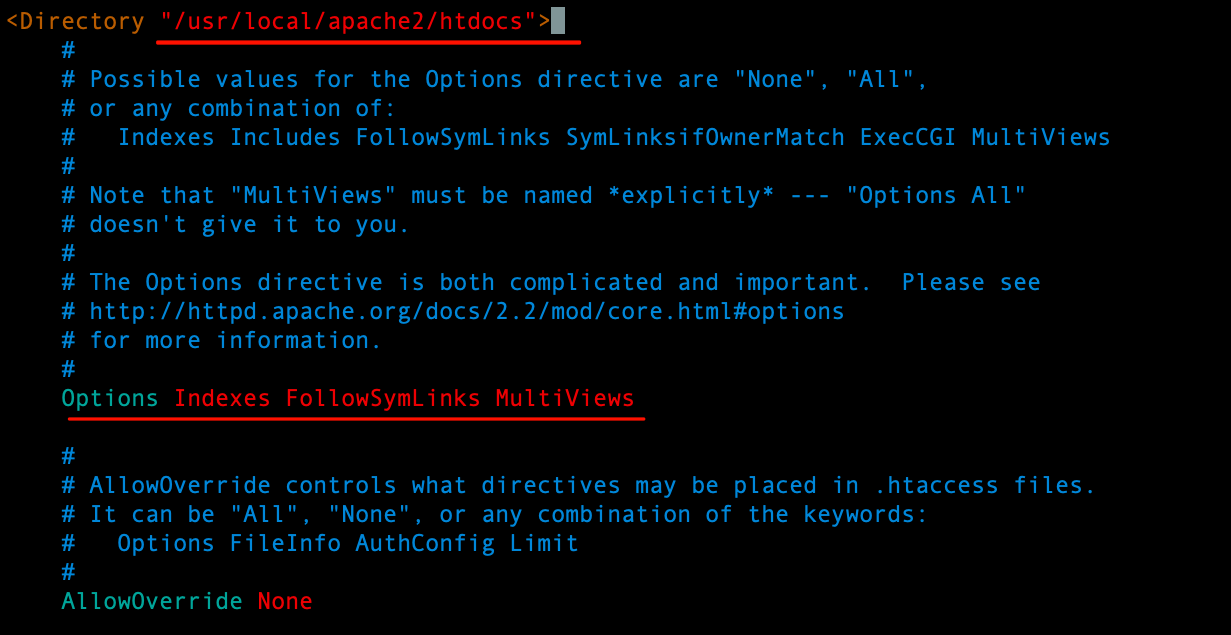 <Directory "/usr/local/apache2/htdocs">
    #
    # Possible values for the Options directive are "None", "All",
    # or any combination of:
    #   Indexes Includes FollowSymLinks SymLinksifOwnerMatch ExecCGI MultiViews
    #
    # Note that "MultiViews" must be named *explicitly* --- "Options All"
    # doesn't give it to you.
    #
    # The Options directive is both complicated and important.  Please see
    # http://httpd.apache.org/docs/2.2/mod/core.html#options
    # for more information.
    #
    Options Indexes FollowSymLinks MultiViews

    #
    # AllowOverride controls what directives may be placed in .htaccess files.
    # It can be "All", "None", or any combination of the keywords:
    #   Options FileInfo AuthConfig Limit
    #
    AllowOverride None